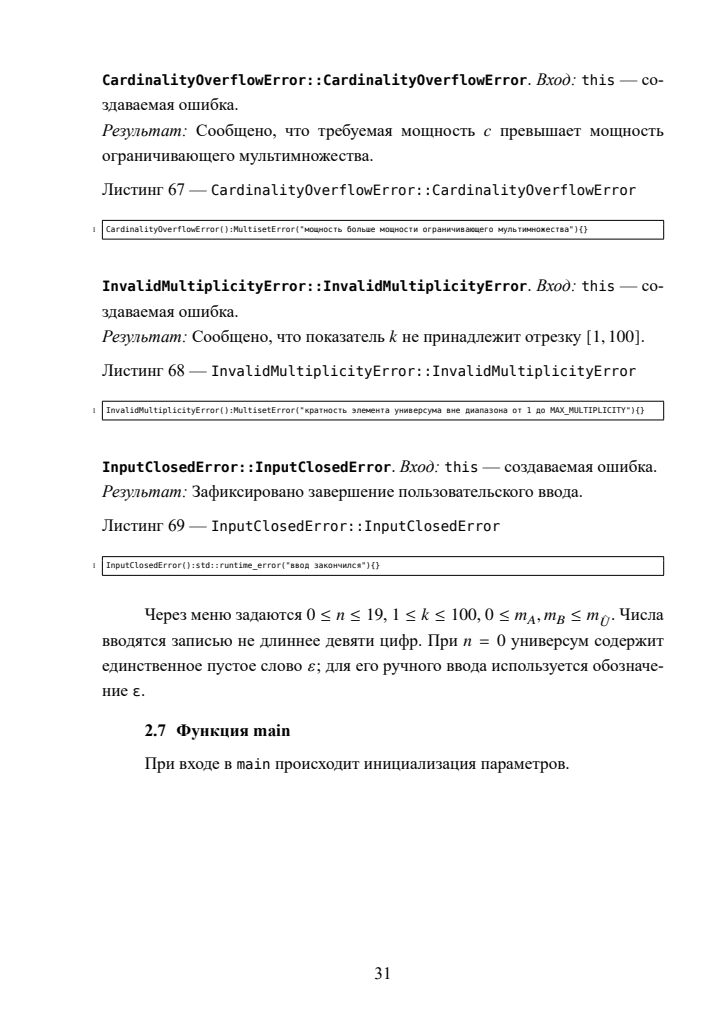 CardinalityOverflowError::CardinalityOverflowError. Вход: this — со-
здаваемая ошибка.
Результат: Сообщено, что требуемая мощность c превышает мощность
ограничивающего мультимножества.
Листинг 67 — CardinalityOverflowError::CardinalityOverflowError
1 CardinalityOverflowError():MultisetError("мощность больше мощности ограничивающего мультимножества"){}
InvalidMultiplicityError::InvalidMultiplicityError. Вход: this — со-
здаваемая ошибка.
Результат: Сообщено, что показатель k не принадлежит отрезку [1, 100].
Листинг 68 — InvalidMultiplicityError::InvalidMultiplicityError
1 InvalidMultiplicityError():MultisetError("кратность элемента универсума вне диапазона от 1 до MAX_MULTIPLICITY"){}
InputClosedError::InputClosedError. Вход: this — создаваемая ошибка.
Результат: Зафиксировано завершение пользовательского ввода.
Листинг 69 — InputClosedError::InputClosedError
1 InputClosedError():std::runtime_error("ввод закончился"){}
Через меню задаются 0 ≤ n ≤ 19, 1 ≤ k ≤ 100, 0 ≤ m_A, m_B ≤ m_Û. Числа
вводятся записью не длиннее девяти цифр. При n = 0 универсум содержит
единственное пустое слово ε; для его ручного ввода используется обозначе-
ние ε.
2.7 Функция main
При входе в main происходит инициализация параметров.
31